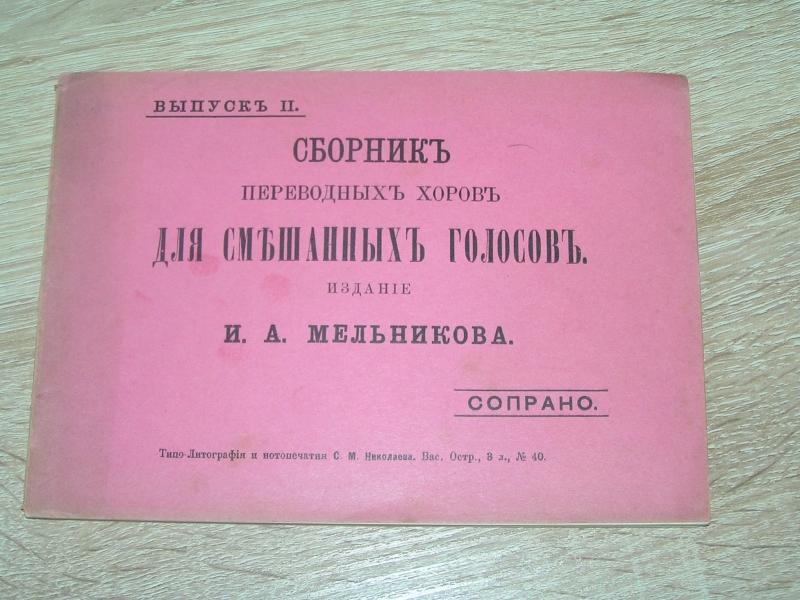 ВЫПУСКЪ II.
СБОРНИКЪ
ПЕРЕВОДНЫХЪ ХОРОВЪ
ДЛЯ СМѢШАННЫХЪ ГОЛОСОВЪ.
ИЗДАНІЕ
И. А. МЕЛЬНИКОВА.
СОПРАНО.
Типо-Литографія и нотопечатня С. М. Николаева. Вас. Остр., 3 л., № 40.